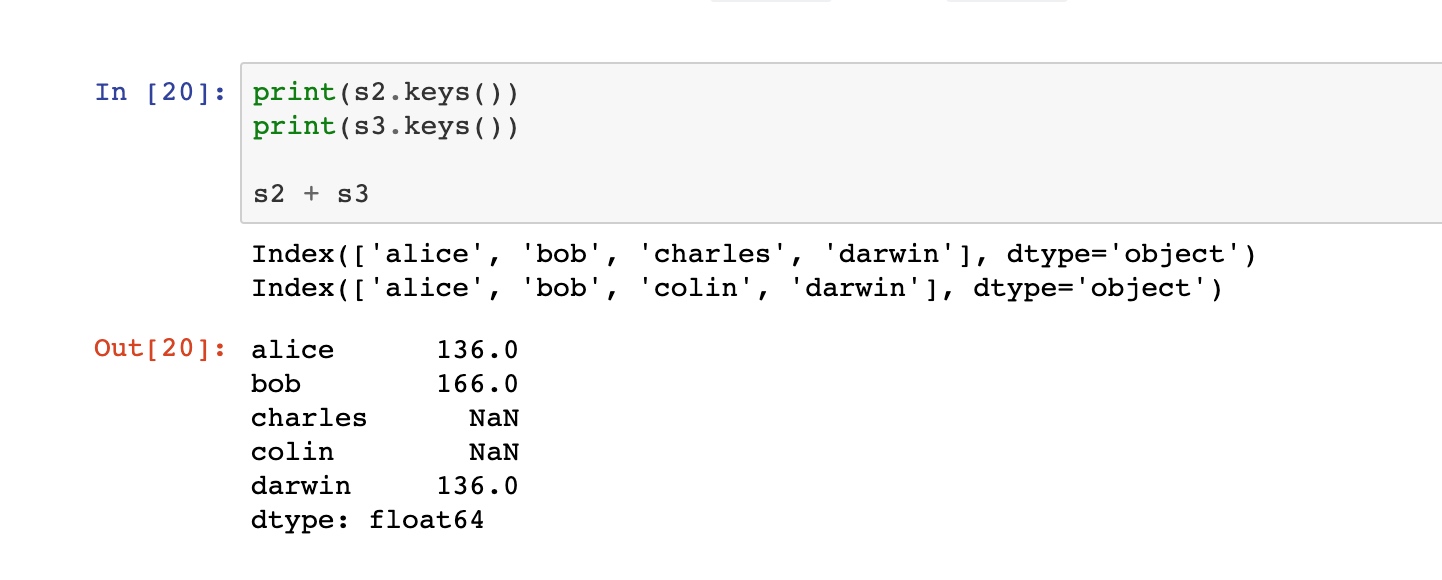 In [20]: print(s2.keys())
print(s3.keys())
s2 + s3
Index(['alice', 'bob', 'charles', 'darwin'], dtype='object')
Index(['alice', 'bob', 'colin', 'darwin'], dtype='object')
Out[20]: alice      136.0
bob        166.0
charles      NaN
colin        NaN
darwin     136.0
dtype: float64